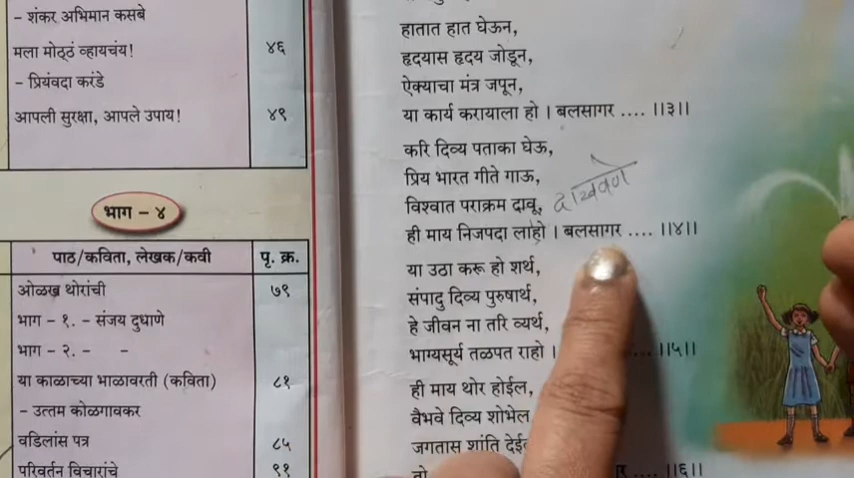 - शंकर अभिमान कसबे
मला मोठ्ठं व्हायचंय! ४६
- प्रियंवदा करंडे
आपली सुरक्षा, आपले उपाय! ४९
भाग - ४
पाठ/कविता, लेखक/कवी पृ. क्र.
ओळख थोरांची ७९
भाग - १. - संजय दुधाणे
भाग - २. - -
या काळाच्या भाळावरती (कविता) ८१
- उत्तम कोळगावकर
वडिलांस पत्र ८५
परिवर्तन विचारांचे ९१
हातात हात घेऊन,
हृदयास हृदय जोडून,
ऐक्याचा मंत्र जपून,
या कार्य करायाला हो । बलसागर .... ।।३।।
करि दिव्य पताका घेऊ,
प्रिय भारत गीते गाऊ,
विश्वात पराक्रम दावू, दाखवणे
ही माय निजपदा लाहो । बलसागर .... ।।४।।
या उठा करू हो शर्थ,
संपादु दिव्य पुरुषार्थ,
हे जीवन ना तरि व्यर्थ,
भाग्यसूर्य तळपत राहो । ।।५।।
ही माय थोर होईल,
वैभवे दिव्य शोभेल
जगतास शांति
.... ।।६।।